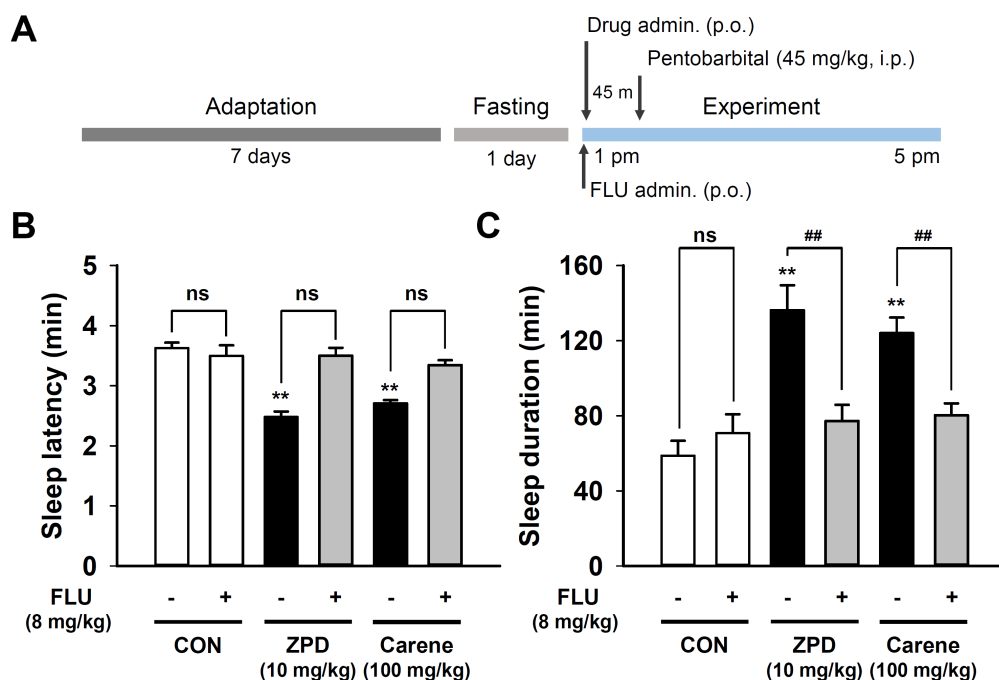 A
Drug admin. (p.o.)
Pentobarbital (45 mg/kg, i.p.)
45 m
Adaptation
Fasting
Experiment
7 days
1 day
1 pm
5 pm
FLU admin. (p.o.)
B
Sleep latency (min)
5
4
3
2
1
0
ns
ns
ns
**
**
FLU
(8 mg/kg)
- + - + - +
CON
ZPD
(10 mg/kg)
Carene
(100 mg/kg)
C
Sleep duration (min)
160
120
80
40
0
ns
##
##
**
**
FLU
(8 mg/kg)
- + - + - +
CON
ZPD
(10 mg/kg)
Carene
(100 mg/kg)